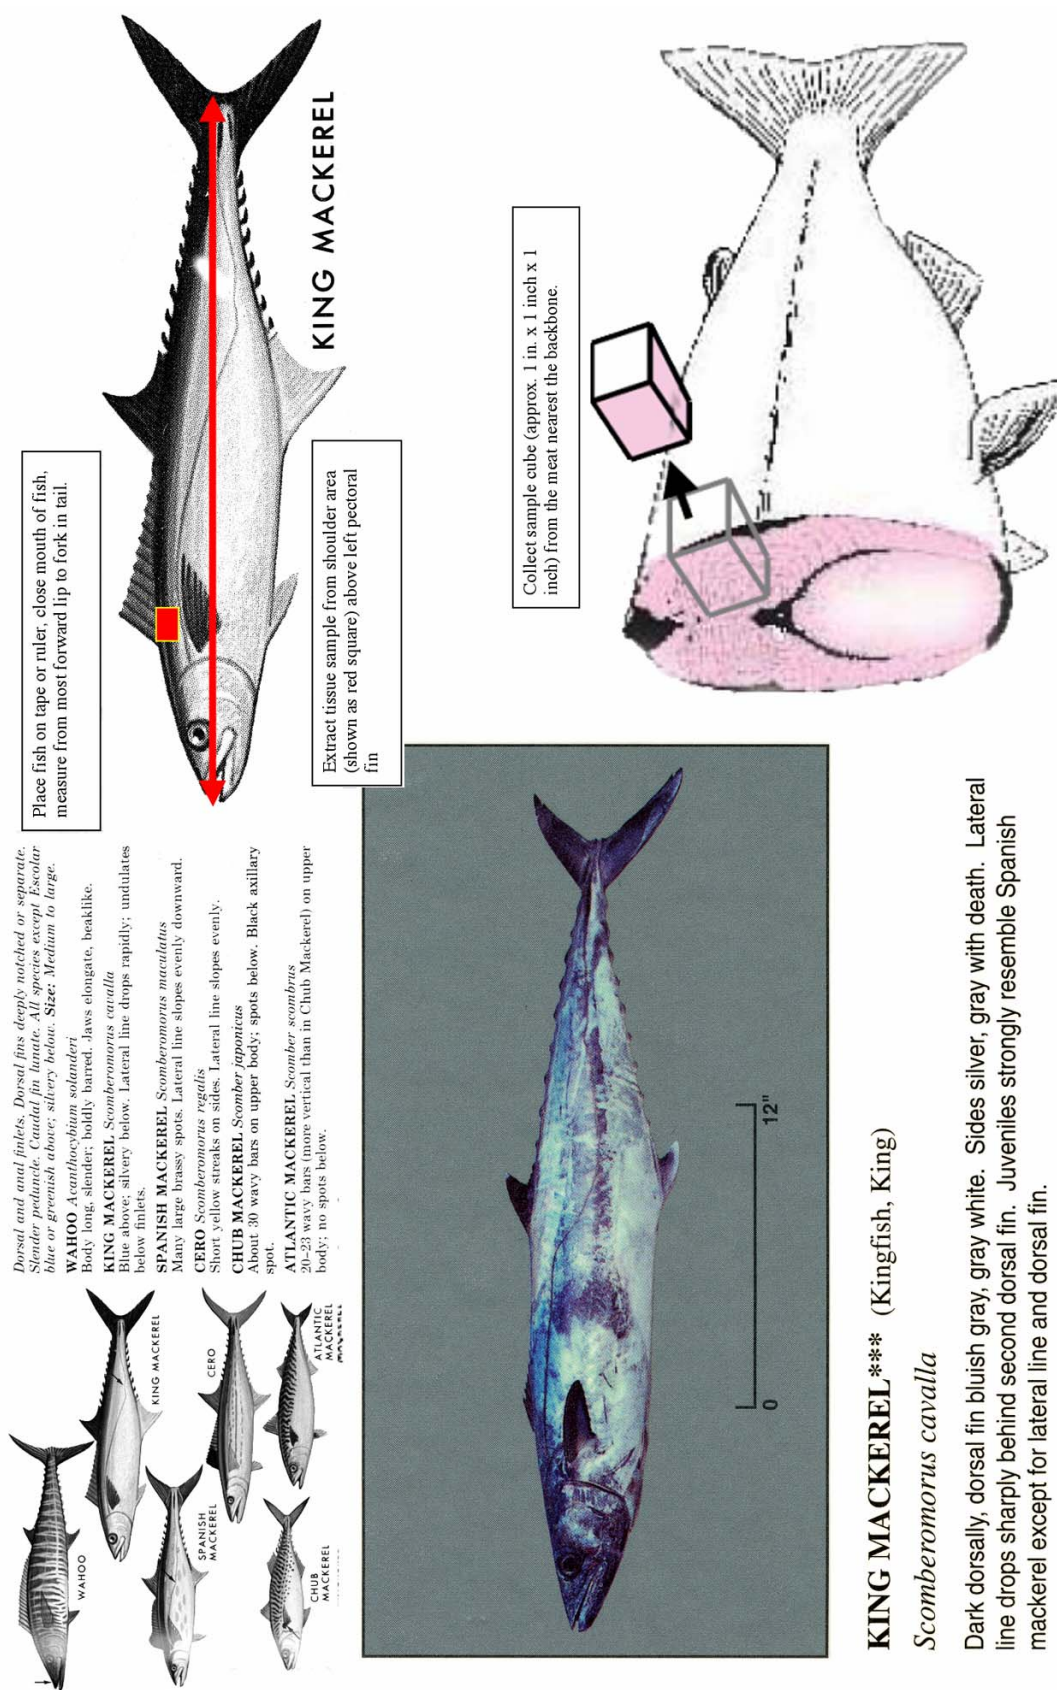 Dorsal and anal finlets. Dorsal fins deeply notched or separate.
Slender peduncle. Caudal fin lunate. All species except Escolar
blue or greenish above; silvery below. Size: Medium to large.
WAHOO Acanthocybium solanderi
Body long, slender; boldly barred. Jaws elongate, beaklike.
KING MACKEREL Scomberomorus cavalla
Blue above; silvery below. Lateral line drops rapidly; undulates
below finlets.
SPANISH MACKEREL Scomberomorus maculatus
Many large brassy spots. Lateral line slopes evenly downward.
CERO Scomberomorus regalis
Short yellow streaks on sides. Lateral line slopes evenly.
CHUB MACKEREL Scomber japonicus
About 30 wavy bars on upper body; spots below. Black axillary
spot.
ATLANTIC MACKEREL Scomber scombrus
20-23 wavy bars (more vertical than in Chub Mackerel) on upper
body; no spots below.
WAHOO
KING MACKEREL
SPANISH
MACKEREL
CERO
CHUB
MACKEREL
ATLANTIC
MACKEREL
Place fish on tape or ruler, close mouth of fish,
measure from most forward lip to fork in tail.
KING MACKEREL
Extract tissue sample from shoulder area
(shown as red square) above left pectoral
fin
0
12"
Collect sample cube (approx. 1 in. x 1 inch x 1
inch) from the meat nearest the backbone.
KING MACKEREL*** (Kingfish, King)
Scomberomorus cavalla
Dark dorsally, dorsal fin bluish gray, gray white. Sides silver, gray with death. Lateral
line drops sharply behind second dorsal fin. Juveniles strongly resemble Spanish
mackerel except for lateral line and dorsal fin.